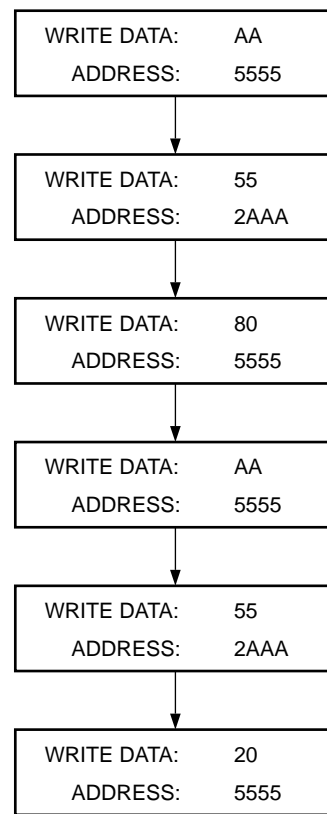 WRITE DATA: AA
ADDRESS: 5555
WRITE DATA: 55
ADDRESS: 2AAA
WRITE DATA: 80
ADDRESS: 5555
WRITE DATA: AA
ADDRESS: 5555
WRITE DATA: 55
ADDRESS: 2AAA
WRITE DATA: 20
ADDRESS: 5555